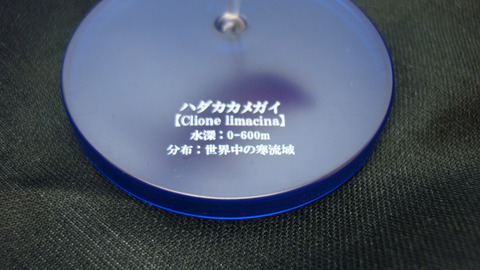 ハダカカメガイ
【Clione limacina】
水深：0-600m
分布：世界中の寒流域